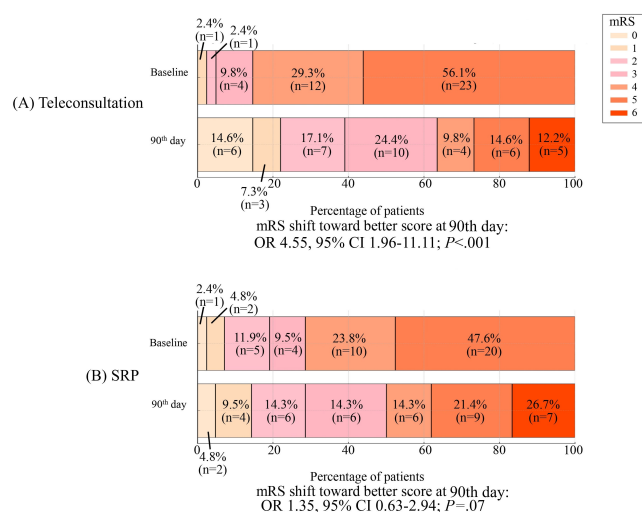 mRS
0
1
2
3
4
5
6
2.4%
(n=1)
2.4%
(n=1)
Baseline
9.8%
(n=4)
29.3%
(n=12)
56.1%
(n=23)
(A) Teleconsultation
90th day
14.6%
(n=6)
17.1%
(n=7)
24.4%
(n=10)
9.8%
(n=4)
14.6%
(n=6)
12.2%
(n=5)
0
20
40
60
80
100
7.3%
(n=3)
Percentage of patients
mRS shift toward better score at 90th day:
OR 4.55, 95% CI 1.96-11.11; P<.001
2.4%
(n=1)
4.8%
(n=2)
Baseline
11.9%
(n=5)
9.5%
(n=4)
23.8%
(n=10)
47.6%
(n=20)
(B) SRP
90th day
9.5%
(n=4)
14.3%
(n=6)
14.3%
(n=6)
14.3%
(n=6)
21.4%
(n=9)
26.7%
(n=7)
0
20
40
60
80
100
4.8%
(n=2)
Percentage of patients
mRS shift toward better score at 90th day:
OR 1.35, 95% CI 0.63-2.94; P=.07